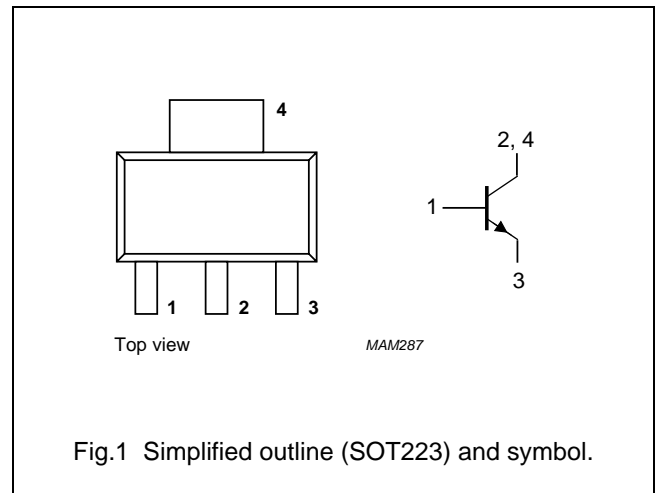 4
2, 4
1
3
1 2 3
Top view
MAM287
Fig.1 Simplified outline (SOT223) and symbol.